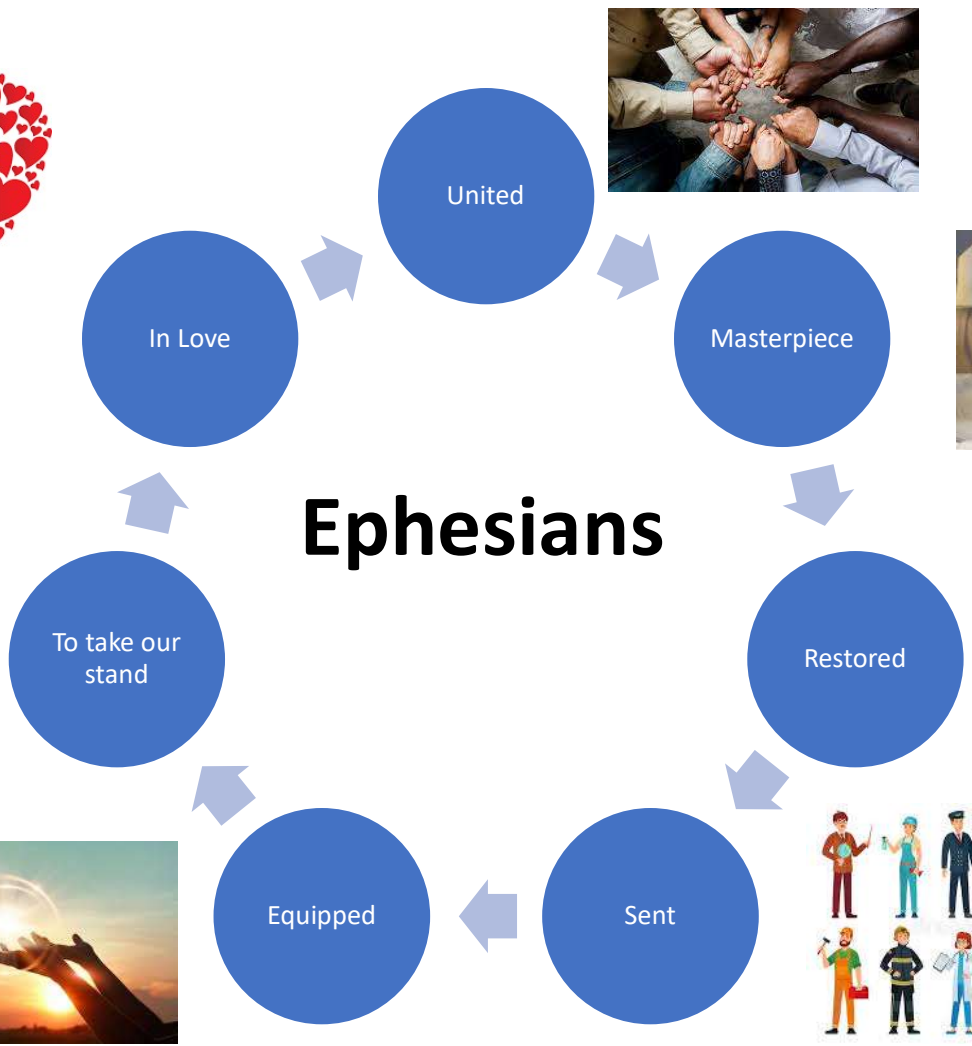 United
Masterpiece
Restored
Sent
Equipped
To take our
stand
In Love
Ephesians